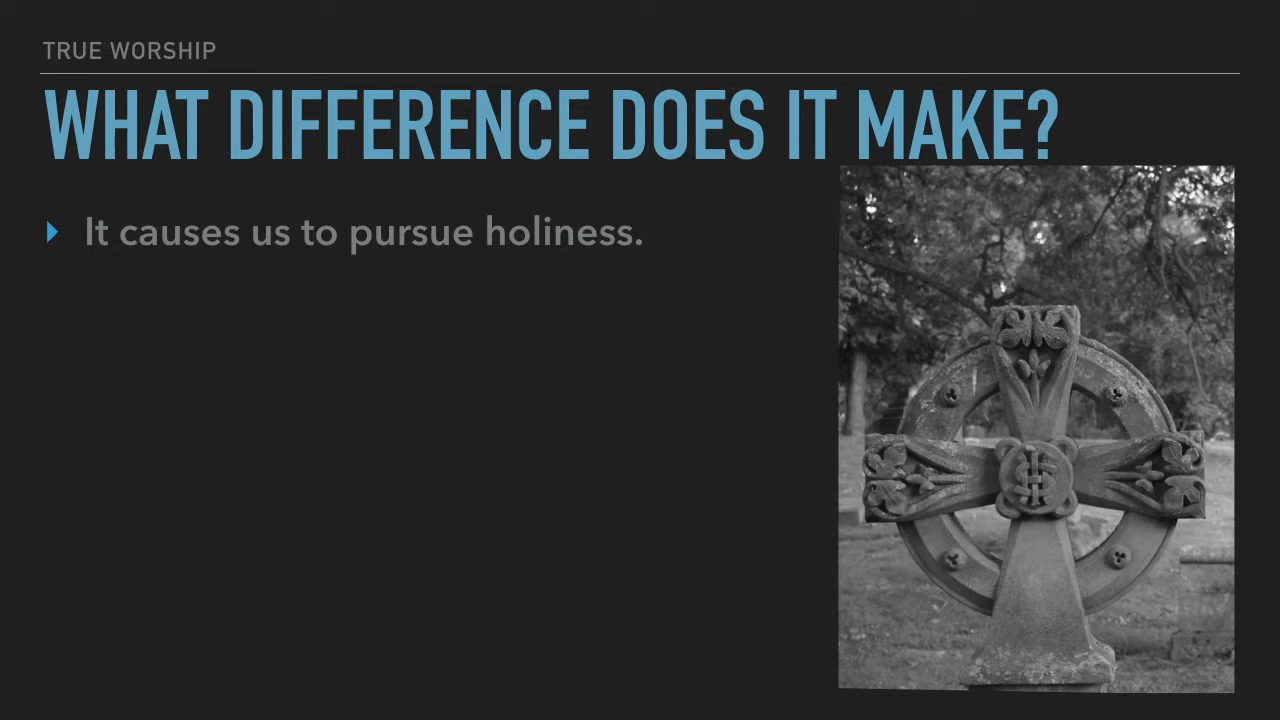 TRUE WORSHIP
WHAT DIFFERENCE DOES IT MAKE?
It causes us to pursue holiness.